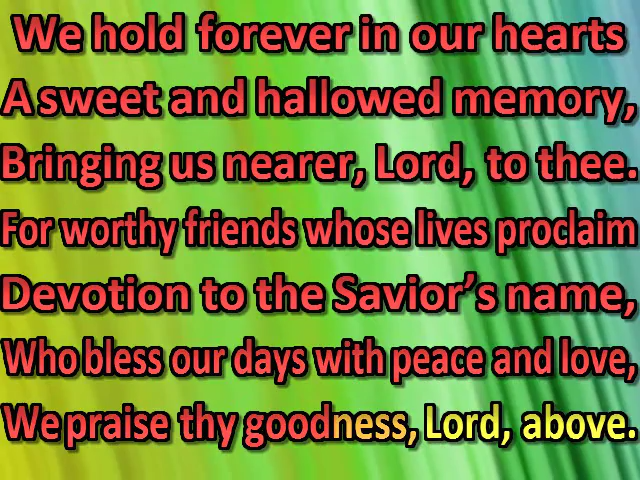 We hold forever in our hearts
A sweet and hallowed memory,
Bringing us nearer, Lord, to thee.
For worthy friends whose lives proclaim
Devotion to the Savior’s name,
Who bless our days with peace and love,
We praise thy goodness, Lord, above.